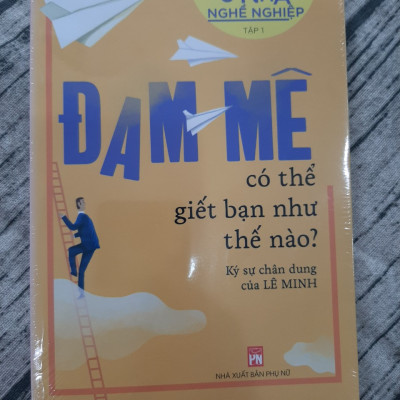 NGHỀ NGHIỆP
TẬP 1
ĐAM MÊ
có thể
giết bạn như
thế nào?
Ký sự chân dung
của LÊ MINH
PN
NHÀ XUẤT BẢN PHỤ NỮ